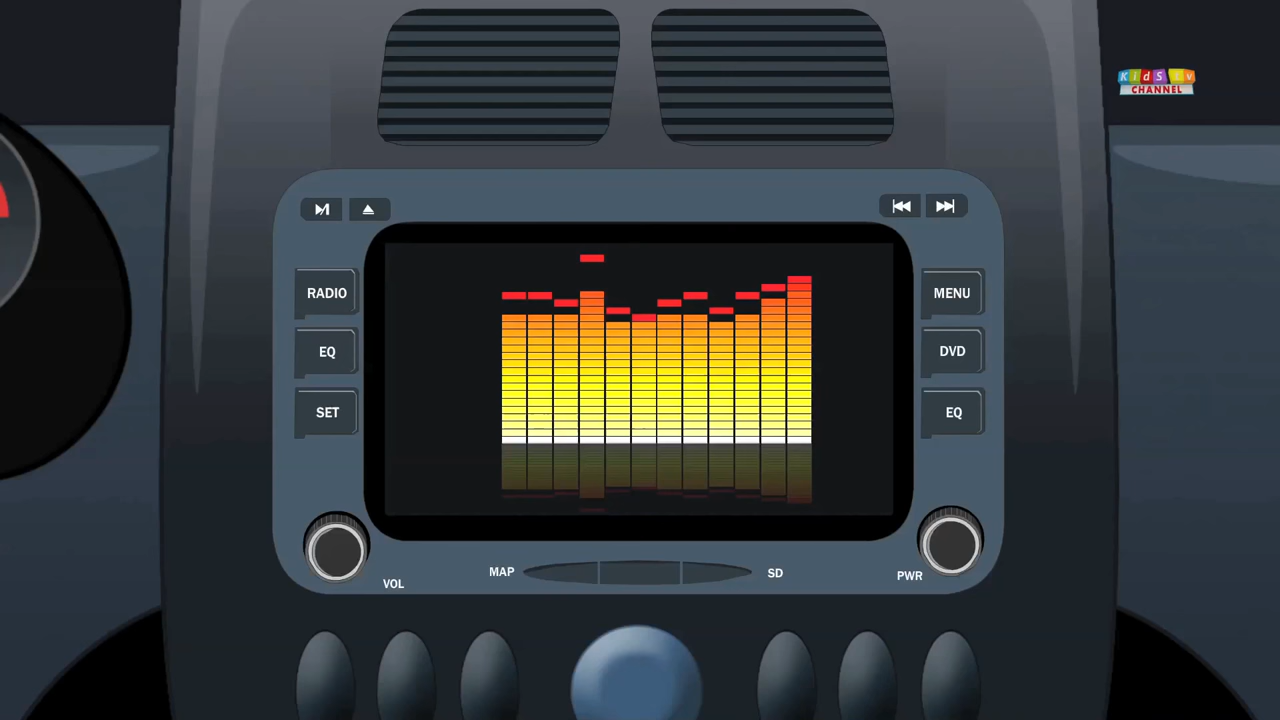 Kids tv
CHANNEL
RADIO
MENU
EQ
DVD
SET
EQ
MAP
SD
VOL
PWR